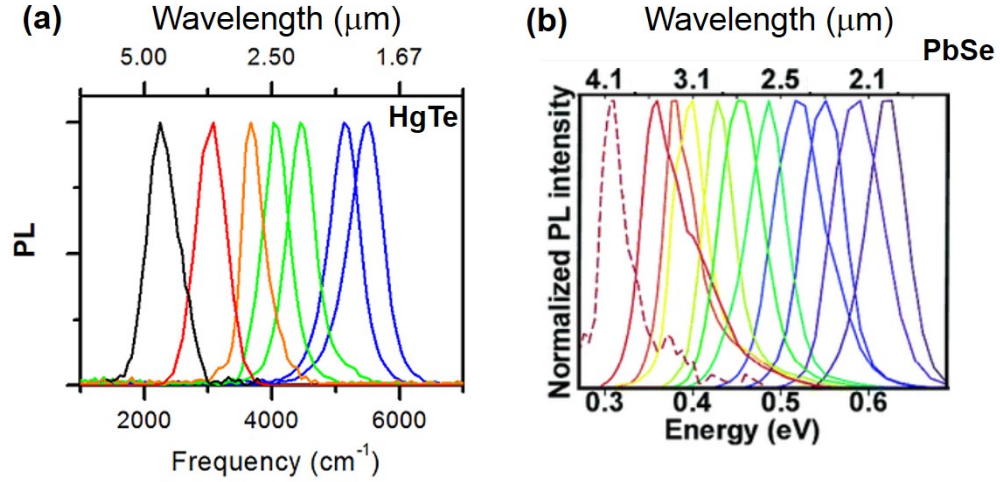 (a)
Wavelength (μm)
5.00 2.50 1.67
HgTe
PL
2000 4000 6000
Frequency (cm⁻¹)
(b)
Wavelength (μm)
PbSe
4.1 3.1 2.5 2.1
Normalized PL intensity
0.3 0.4 0.5 0.6
Energy (eV)